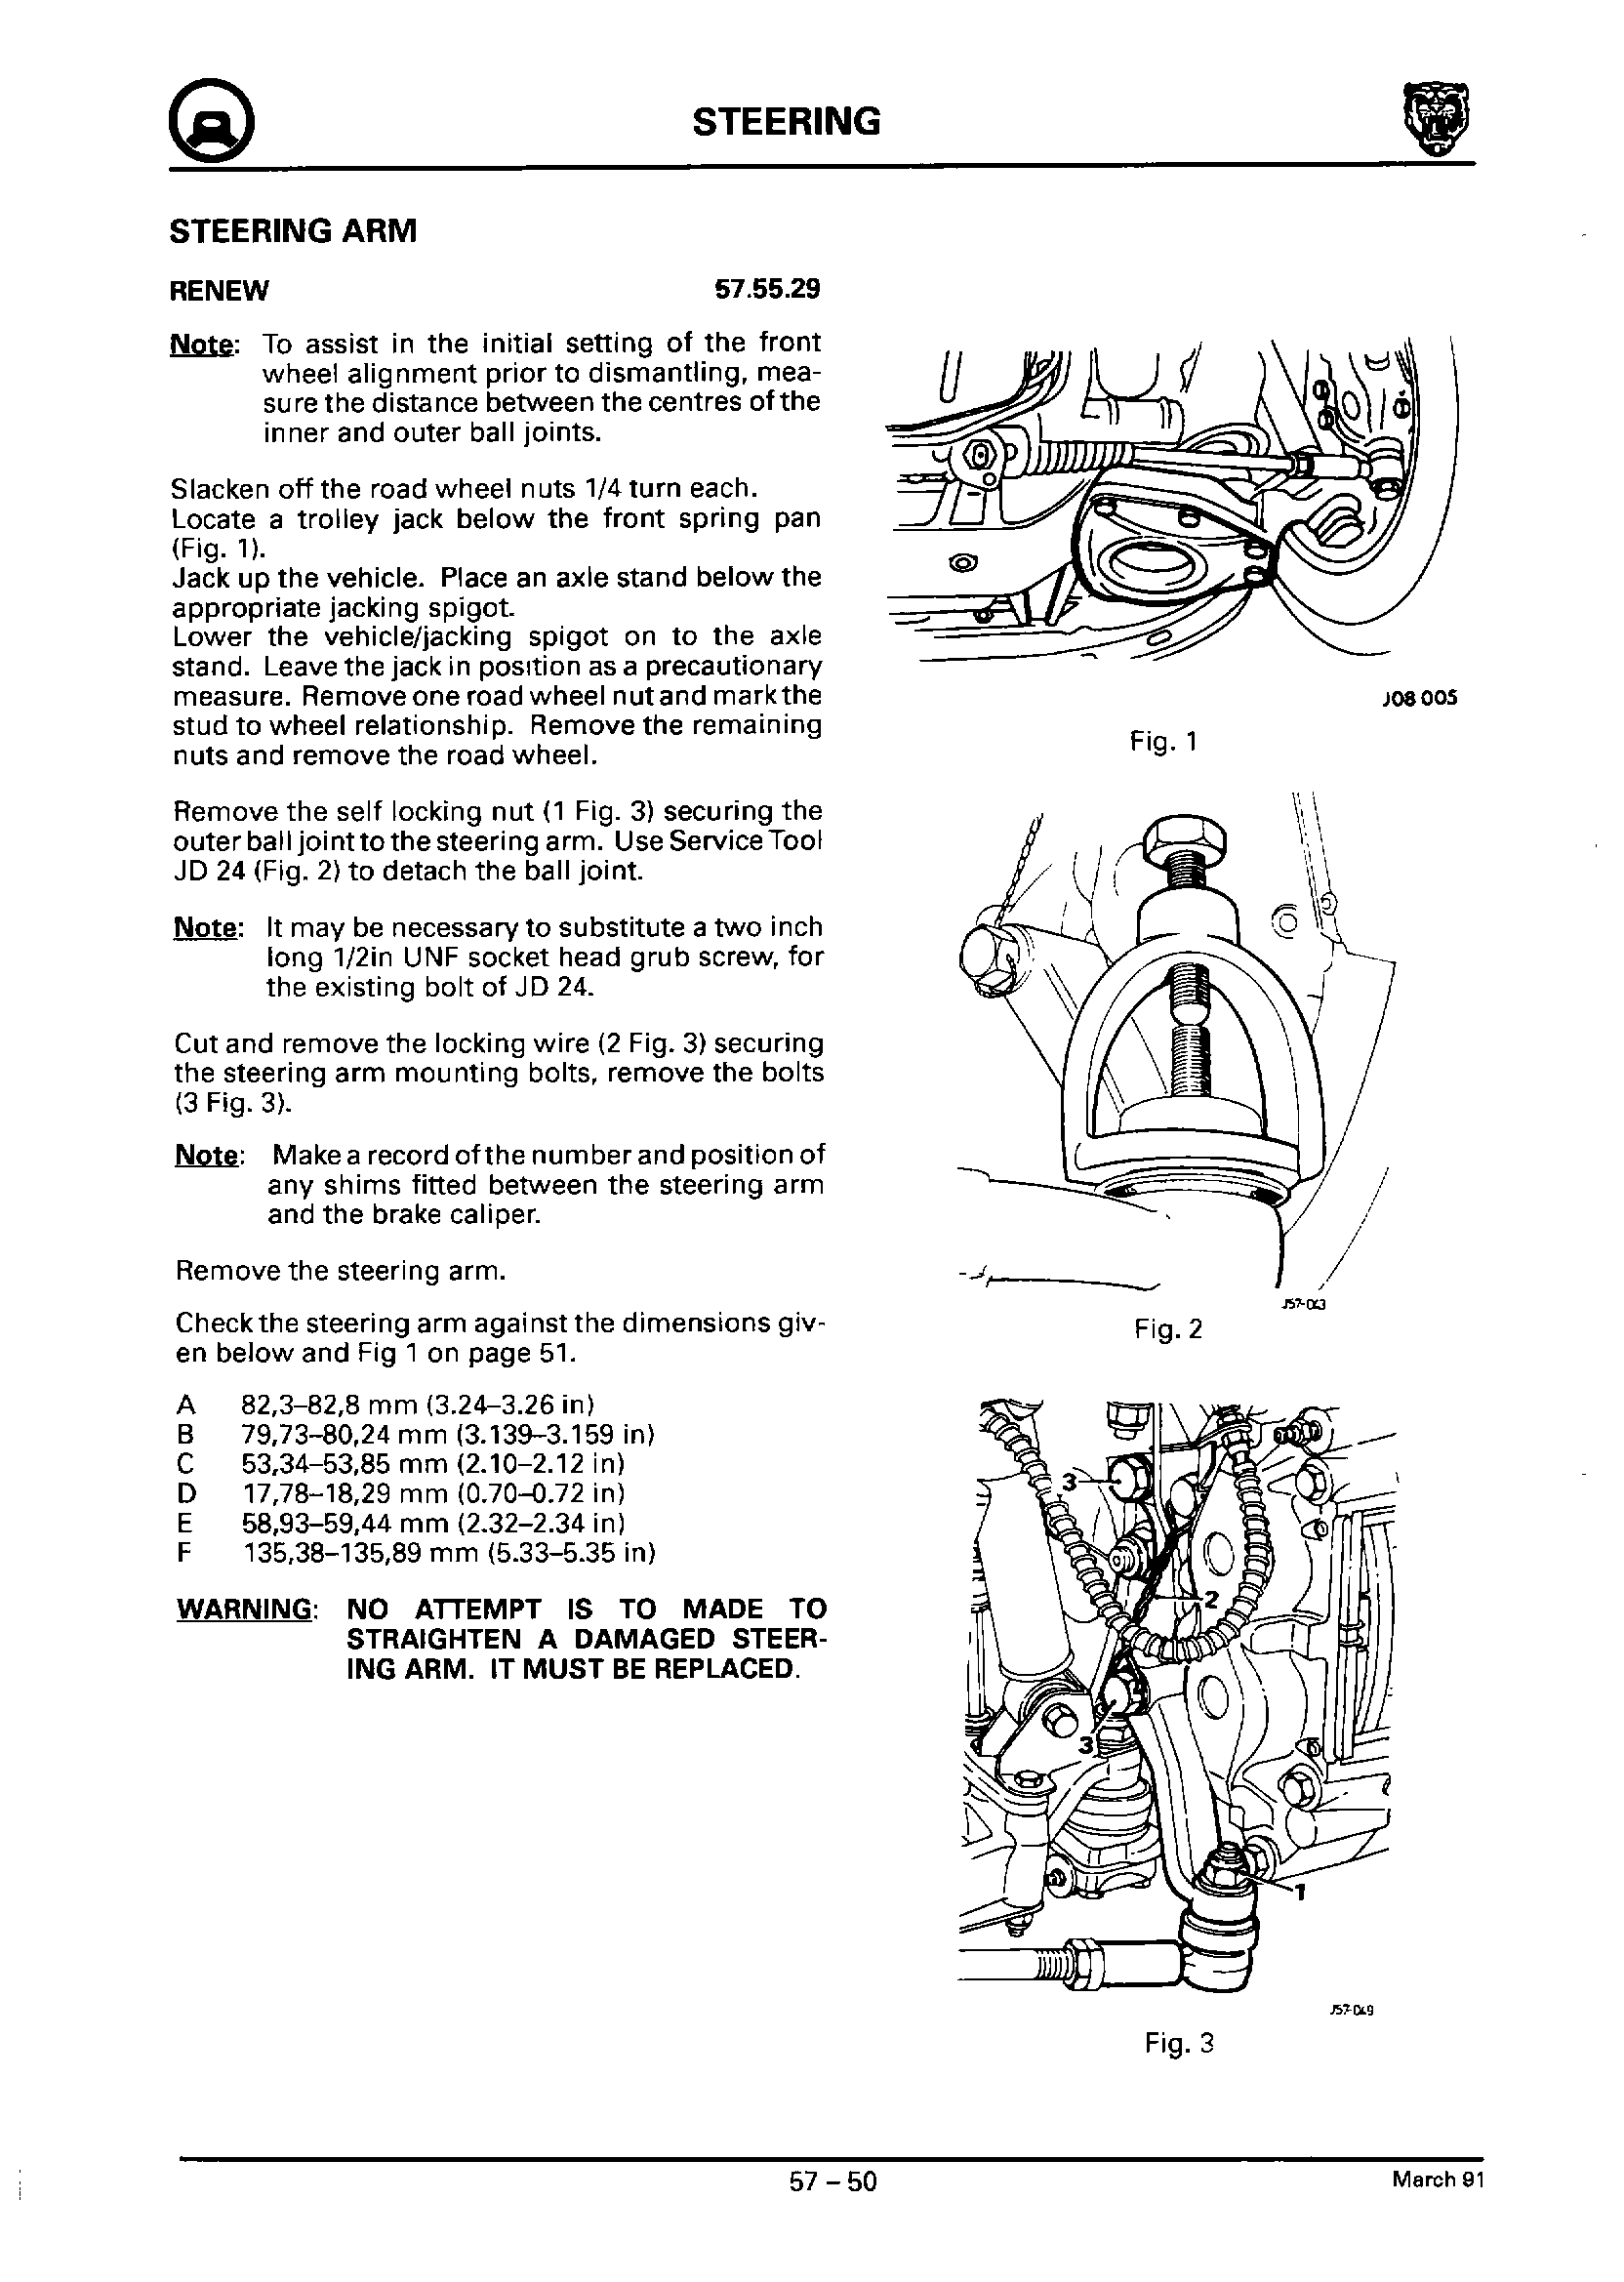 STEERING
STEERING ARM
RENEW 57.55.29
Note: To assist in the initial setting of the front
wheel alignment prior to dismantling, mea-
sure the distance between the centres of the
inner and outer ball joints.
Slacken off the road wheel nuts 1/4 turn each.
Locate a trolley jack below the front spring pan
(Fig. 1).
Jack up the vehicle. Place an axle stand below the
appropriate jacking spigot.
Lower the vehicle/jacking spigot on to the axle
stand. Leave the jack in position as a precautionary
measure. Remove one road wheel nut and mark the
stud to wheel relationship. Remove the remaining
nuts and remove the road wheel.
Remove the self locking nut (1 Fig. 3) securing the
outer ball joint to the steering arm. Use Service Tool
JD 24 (Fig. 2) to detach the ball joint.
Note: It may be necessary to substitute a two inch
long 1/2in UNF socket head grub screw, for
the existing bolt of JD 24.
Cut and remove the locking wire (2 Fig. 3) securing
the steering arm mounting bolts, remove the bolts
(3 Fig. 3).
Note: Make a record of the number and position of
any shims fitted between the steering arm
and the brake caliper.
Remove the steering arm.
Check the steering arm against the dimensions giv-
en below and Fig 1 on page 51.
A 82,3–82,8 mm (3.24–3.26 in)
B 79,73–80,24 mm (3.139–3.159 in)
C 53,34–53,85 mm (2.10–2.12 in)
D 17,78–18,29 mm (0.70–0.72 in)
E 58,93–59,44 mm (2.32–2.34 in)
F 135,38–135,89 mm (5.33–5.35 in)
WARNING: NO ATTEMPT IS TO MADE TO
STRAIGHTEN A DAMAGED STEER-
ING ARM. IT MUST BE REPLACED.
J08 005
Fig. 1
J57-043
Fig. 2
3
2
3
1
J57-049
Fig. 3
57 – 50
March 91